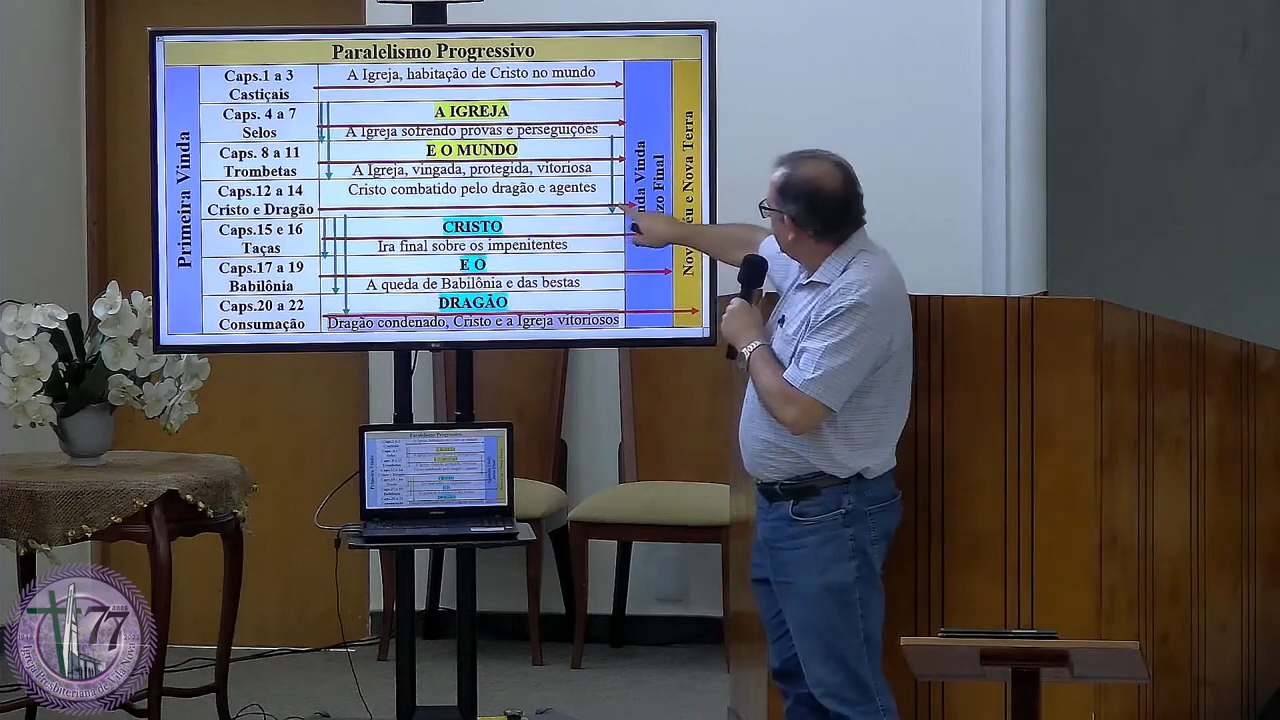 Paralelismo Progressivo
Primeira Vinda
Caps.1 a 3
Castiçais
A Igreja, habitação de Cristo no mundo
Caps. 4 a 7
Selos
A IGREJA
A Igreja sofrendo provas e perseguições
Caps. 8 a 11
Trombetas
E O MUNDO
A Igreja, vingada, protegida, vitoriosa
Caps.12 a 14
Cristo e Dragão
Cristo combatido pelo dragão e agentes
Caps.15 e 16
Taças
CRISTO
Ira final sobre os impenitentes
Caps.17 a 19
Babilônia
E O
A queda de Babilônia e das bestas
Caps.20 a 22
Consumação
DRAGÃO
Dragão condenado, Cristo e a Igreja vitoriosos
Vinda
Final
e Nova Terra
77
anos